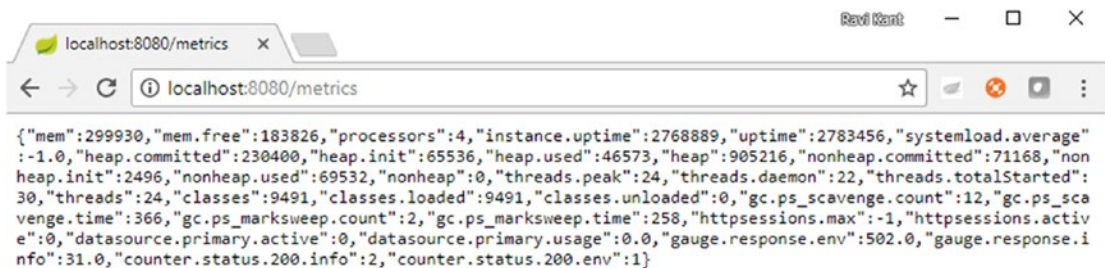 Ravi Kant
localhost:8080/metrics
localhost:8080/metrics
{"mem":299930,"mem.free":183826,"processors":4,"instance.uptime":2768889,"uptime":2783456,"systemload.average"
:-1.0,"heap.committed":230400,"heap.init":65536,"heap.used":46573,"heap":905216,"nonheap.committed":71168,"non
heap.init":2496,"nonheap.used":69532,"nonheap":0,"threads.peak":24,"threads.daemon":22,"threads.totalStarted":
30,"threads":24,"classes":9491,"classes.loaded":9491,"classes.unloaded":0,"gc.ps_scavenge.count":12,"gc.ps_sca
venge.time":366,"gc.ps_marksweep.count":2,"gc.ps_marksweep.time":258,"httpsessions.max":-1,"httpsessions.activ
e":0,"datasource.primary.active":0,"datasource.primary.usage":0.0,"gauge.response.env":502.0,"gauge.response.i
nfo":31.0,"counter.status.200.info":2,"counter.status.200.env":1}